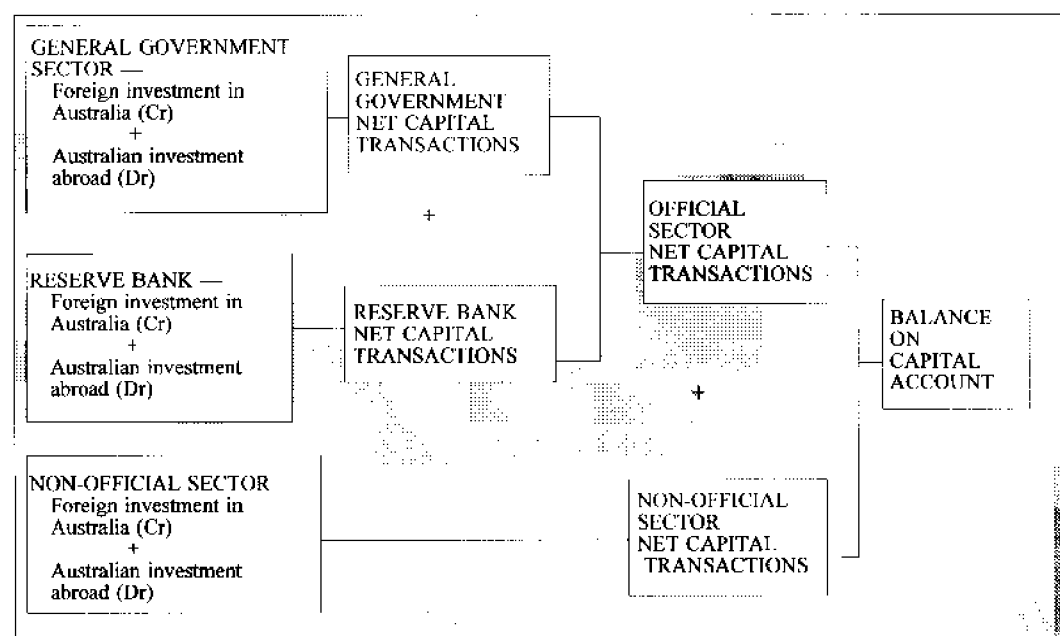 GENERAL GOVERNMENT
SECTOR —
Foreign investment in
Australia (Cr)
+
Australian investment
abroad (Dr)
GENERAL
GOVERNMENT
NET CAPITAL
TRANSACTIONS
+
RESERVE BANK —
Foreign investment in
Australia (Cr)
+
Australian investment
abroad (Dr)
RESERVE BANK
NET CAPITAL
TRANSACTIONS
OFFICIAL
SECTOR
NET CAPITAL
TRANSACTIONS
+
NON-OFFICIAL SECTOR
Foreign investment in
Australia (Cr)
+
Australian investment
abroad (Dr)
NON-OFFICIAL
SECTOR
NET CAPITAL
TRANSACTIONS
BALANCE
ON
CAPITAL
ACCOUNT